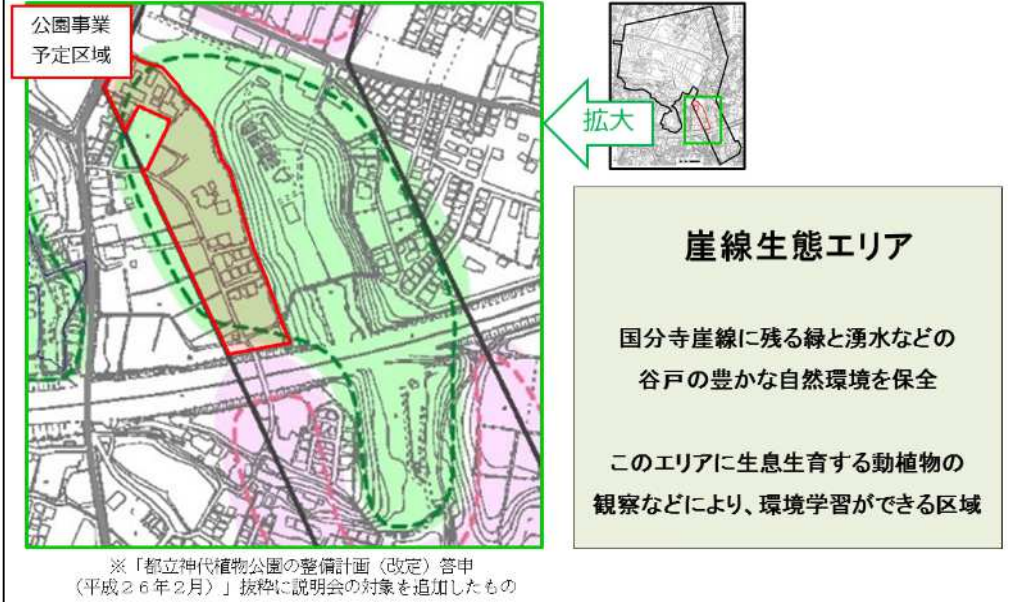 公園事業
予定区域
拡大
崖線生態エリア
国分寺崖線に残る緑と湧水などの
谷戸の豊かな自然環境を保全
このエリアに生息生育する動植物の
観察などにより、環境学習ができる区域
※「都立神代植物公園の整備計画（改定）答申
（平成２６年２月）」抜粋に説明会の対象を追加したもの